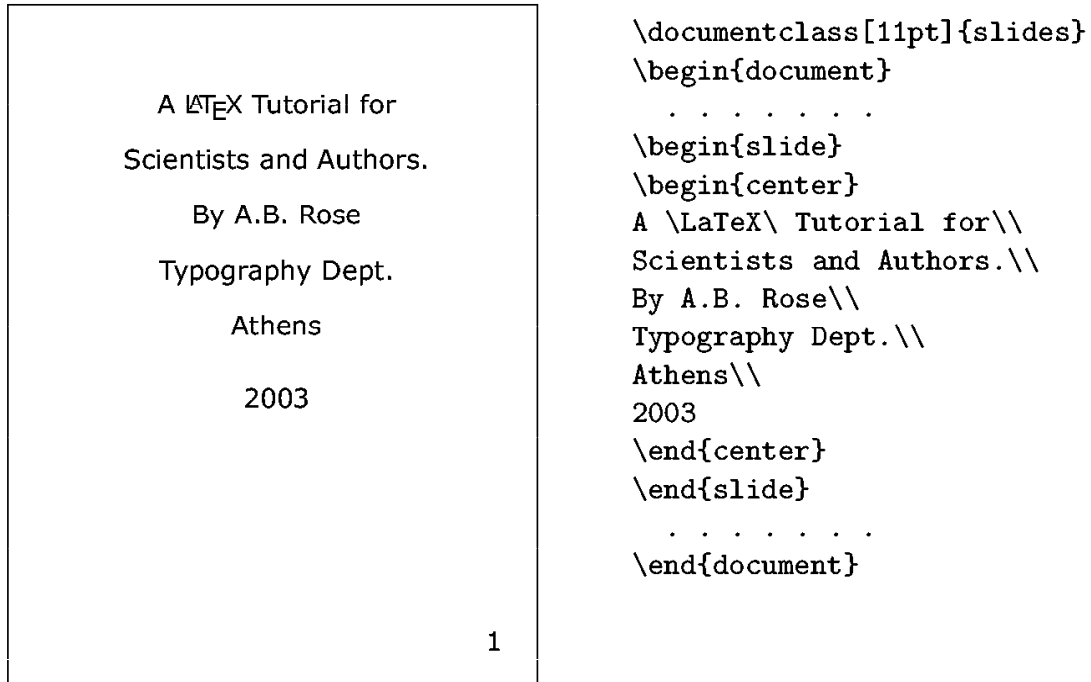 A LATEX Tutorial for
Scientists and Authors.
By A.B. Rose
Typography Dept.
Athens
2003
1
\documentclass[11pt]{slides}
\begin{document}
. . . . . . .
\begin{slide}
\begin{center}
A \LaTeX\ Tutorial for\\
Scientists and Authors.\\
By A.B. Rose\\
Typography Dept.\\
Athens\\
2003
\end{center}
\end{slide}
. . . . . . .
\end{document}